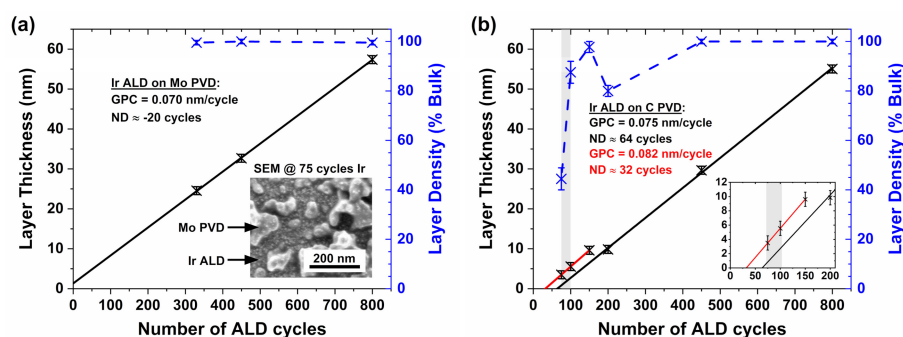 (a)
Layer Thickness (nm)
60
50
40
30
20
10
0
Ir ALD on Mo PVD:
GPC = 0.070 nm/cycle
ND ≈ -20 cycles
SEM @ 75 cycles Ir
Mo PVD
Ir ALD
200 nm
100
80
60
40
20
0
Layer Density (% Bulk)
0 100 200 300 400 500 600 700 800
Number of ALD cycles
(b)
Layer Thickness (nm)
60
50
40
30
20
10
0
Ir ALD on C PVD:
GPC = 0.075 nm/cycle
ND ≈ 64 cycles
GPC = 0.082 nm/cycle
ND ≈ 32 cycles
12
10
8
6
4
2
0
50 100 150 200
100
80
60
40
20
0
Layer Density (% Bulk)
0 100 200 300 400 500 600 700 800
Number of ALD cycles